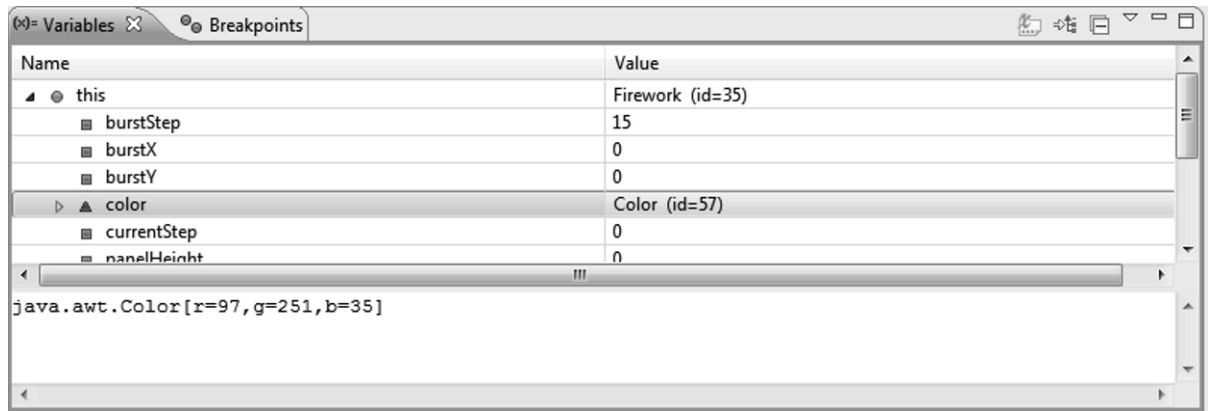 (x)= Variables Breakpoints
Name Value
this Firework (id=35)
burstStep 15
burstX 0
burstY 0
color Color (id=57)
currentStep 0
panelHeight 0
java.awt.Color[r=97,g=251,b=35]